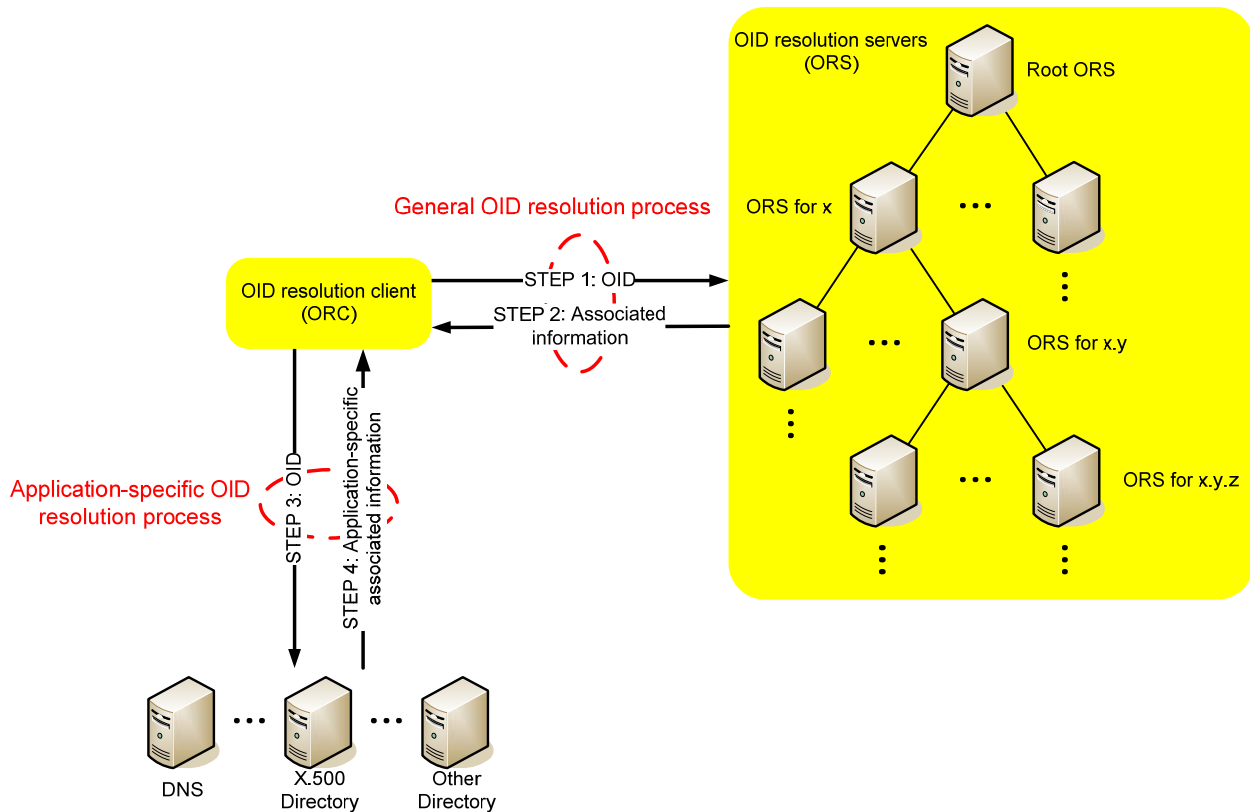 OID resolution servers
(ORS)
Root ORS
ORS for x
General OID resolution process
STEP 1: OID
STEP 2: Associated
information
OID resolution client
(ORC)
ORS for x.y
ORS for x.y.z
Application-specific OID
resolution process
STEP 3: OID
STEP 4: Application-specific
associated information
DNS
X.500
Directory
Other
Directory